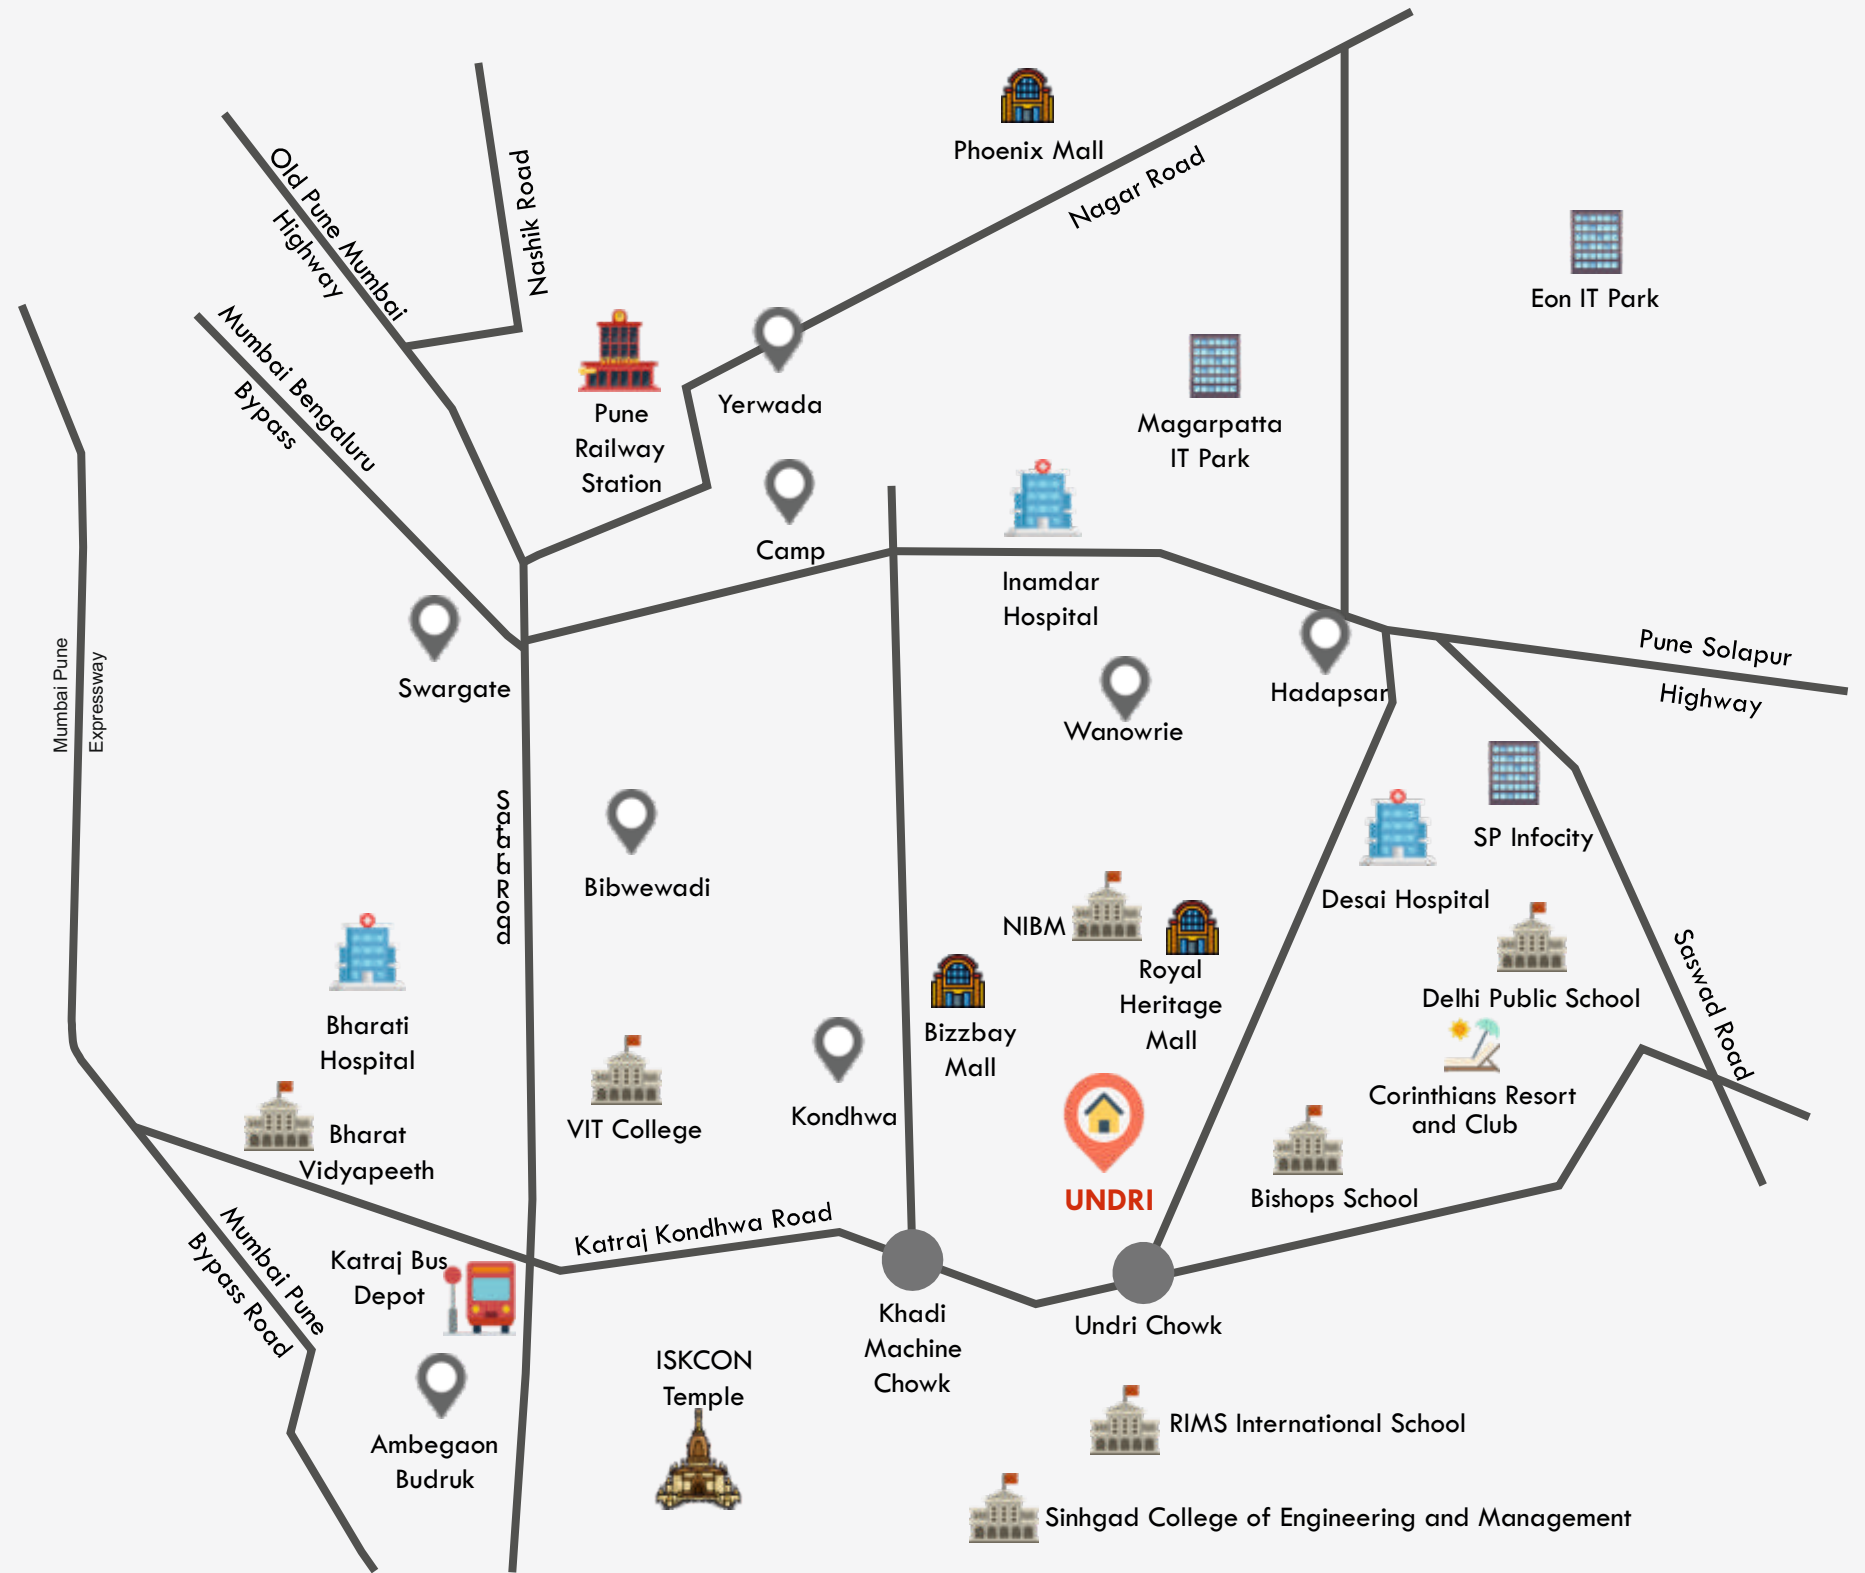 Phoenix Mall
Nagar Road
Old Pune Mumbai
Highway
Nashik Road
Eon IT Park
Mumbai Bengaluru
Bypass
Pune
Railway
Station
Yerwada
Magarpatta
IT Park
Camp
Inamdar
Hospital
Swargate
Hadapsar
Wanowrie
Pune Solapur
Highway
Mumbai Pune
Expressway
Satara Road
Bibwewadi
SP Infocity
Desai Hospital
NIBM
Royal
Heritage
Mall
Delhi Public School
Saswad Road
Bharati
Hospital
Bizzbay
Mall
VIT College
Kondhwa
Corinthians Resort
and Club
Bharat
Vidyapeeth
UNDRI
Bishops School
Katraj Kondhwa Road
Mumbai Pune
Bypass Road
Katraj Bus
Depot
Khadi
Machine
Chowk
Undri Chowk
ISKCON
Temple
Ambegaon
Budruk
RIMS International School
Sinhgad College of Engineering and Management